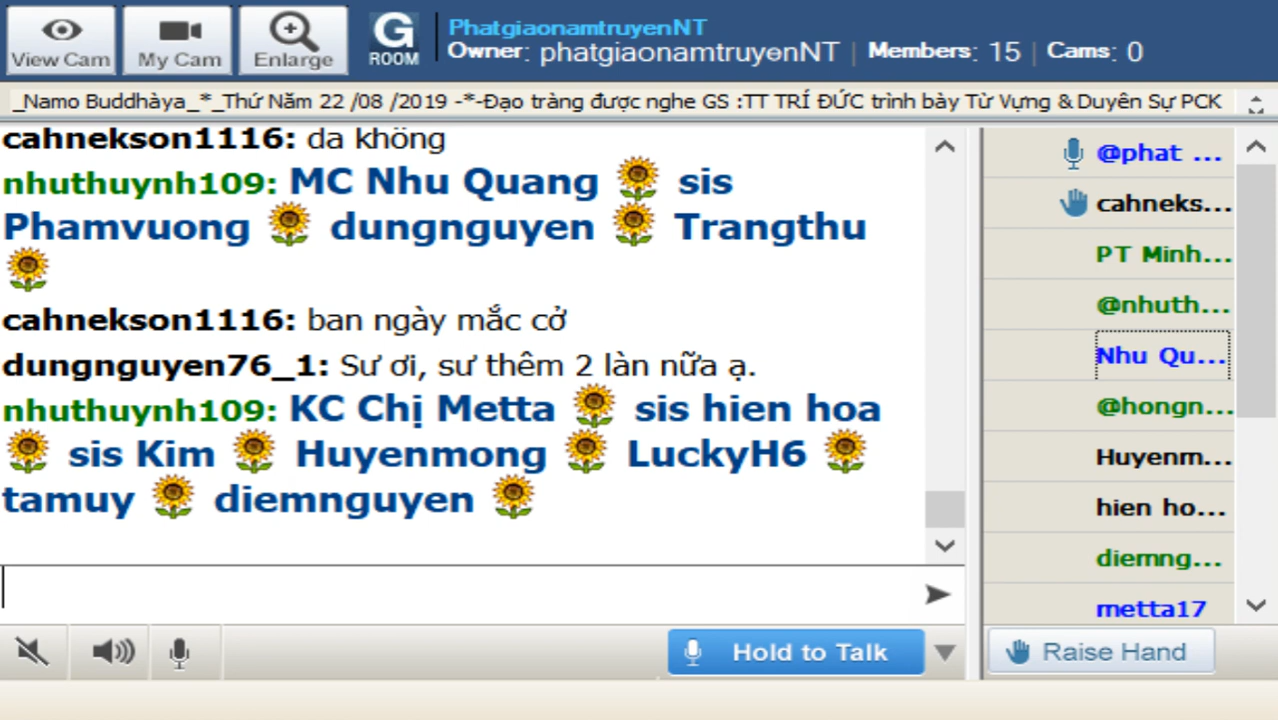 View Cam
My Cam
Enlarge
G
ROOM
PhatgiaonamtruyenNT
Owner: phatgiaonamtruyenNT | Members: 15 | Cams: 0
_Namo Buddhàya_*_Thứ Năm 22 /08 /2019 -*-Đạo tràng được nghe GS :TT TRÍ ĐỨC trình bày Từ Vựng & Duyên Sự PCK
cahnekson1116: da không
nhuthuynh109: MC Nhu Quang sis
Phamvuong dungnguyen Trangthu
cahnekson1116: ban ngày mắc cở
dungnguyen76_1: Sư ơi, sư thêm 2 làn nữa ạ.
nhuthuynh109: KC Chị Metta sis hien hoa
sis Kim Huyenmong LuckyH6
tamuy diemnguyen
@phat ...
cahneks...
PT Minh...
@nhuth...
Nhu Qu...
@hongn...
Huyenm...
hien ho...
diemng...
metta17
Hold to Talk
Raise Hand